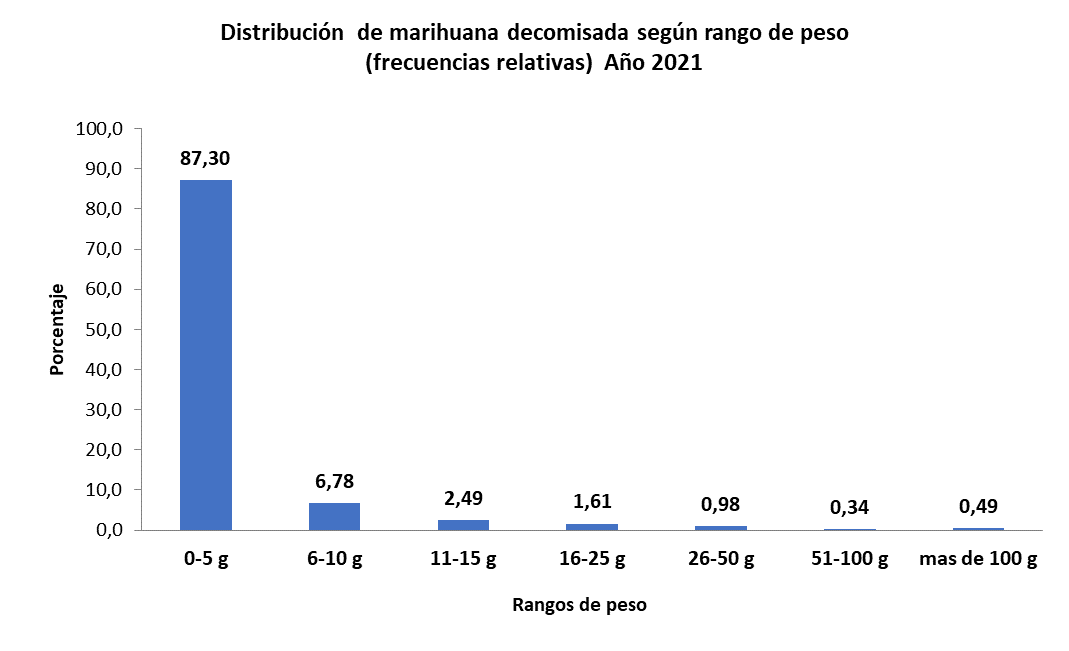 Distribución de marihuana decomisada según rango de peso
(frecuencias relativas) Año 2021
100,0
90,0
80,0
70,0
60,0
50,0
40,0
30,0
20,0
10,0
0,0
Porcentaje
87,30
6,78
2,49
1,61
0,98
0,34
0,49
0-5 g
6-10 g
11-15 g
16-25 g
26-50 g
51-100 g
mas de 100 g
Rangos de peso